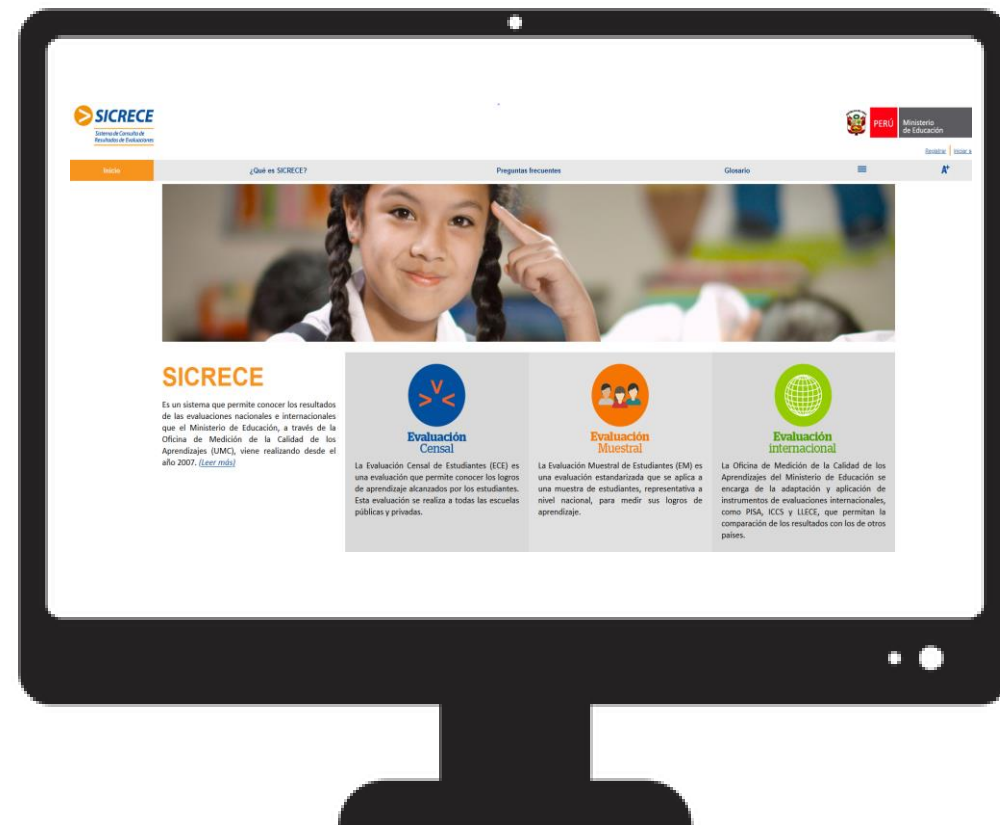 SICRECE
Sistema de Consulta de
Resultados de Evaluaciones
PERÚ
Ministerio
de Educación
Registrar
Iniciar s
Inicio
¿Qué es SICRECE?
Preguntas frecuentes
Glosario
A+
SICRECE
Es un sistema que permite conocer los resultados
de las evaluaciones nacionales e internacionales
que el Ministerio de Educación, a través de la
Oficina de Medición de la Calidad de los
Aprendizajes (UMC), viene realizando desde el
año 2007. (Leer más)
Evaluación
Censal
La Evaluación Censal de Estudiantes (ECE) es
una evaluación que permite conocer los logros
de aprendizaje alcanzados por los estudiantes.
Esta evaluación se realiza a todas las escuelas
públicas y privadas.
Evaluación
Muestral
La Evaluación Muestral de Estudiantes (EM) es
una evaluación estandarizada que se aplica a
una muestra de estudiantes, representativa a
nivel nacional, para medir sus logros de
aprendizaje.
Evaluación
internacional
La Oficina de Medición de la Calidad de los
Aprendizajes del Ministerio de Educación se
encarga de la adaptación y aplicación de
instrumentos de evaluaciones internacionales,
como PISA, ICCS y LLECE, que permitan la
comparación de los resultados con los de otros
países.